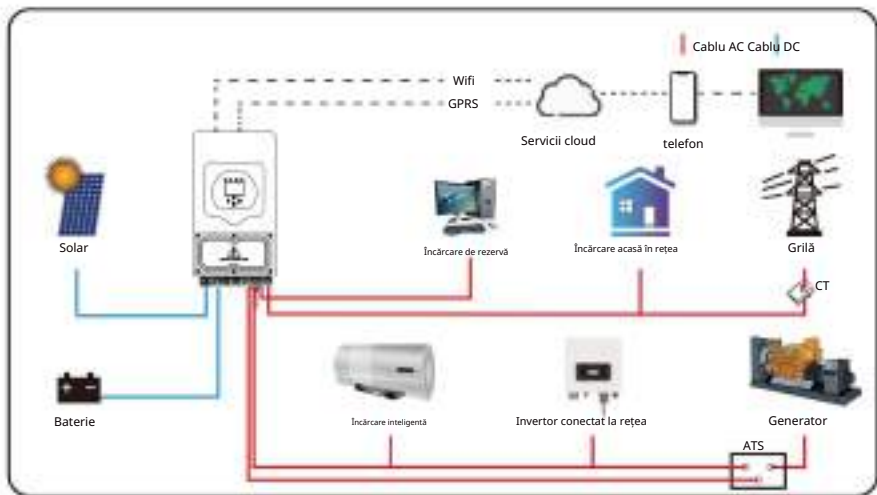 Cablu AC Cablu DC
Wifi
GPRS
Servicii cloud
telefon
Solar
Încărcare de rezervă
Încărcare acasă în rețea
Grilă
CT
Baterie
Încărcare inteligentă
Invertor conectat la rețea
Generator
ATS